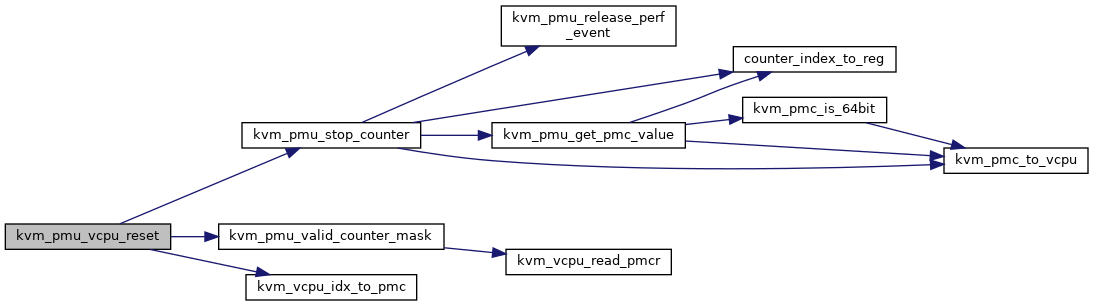 kvm_pmu_release_perf
_event
counter_index_to_reg
kvm_pmc_is_64bit
kvm_pmu_stop_counter
kvm_pmu_get_pmc_value
kvm_pmc_to_vcpu
kvm_pmu_vcpu_reset
kvm_pmu_valid_counter_mask
kvm_vcpu_read_pmcr
kvm_vcpu_idx_to_pmc